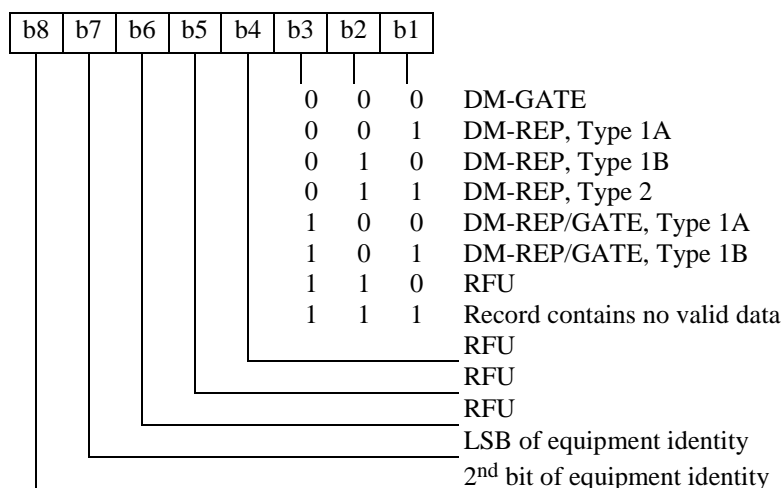 b8 b7 b6 b5 b4 b3 b2 b1
0 0 0 DM-GATE
0 0 1 DM-REP, Type 1A
0 1 0 DM-REP, Type 1B
0 1 1 DM-REP, Type 2
1 0 0 DM-REP/GATE, Type 1A
1 0 1 DM-REP/GATE, Type 1B
1 1 0 RFU
1 1 1 Record contains no valid data
RFU
RFU
RFU
LSB of equipment identity
2nd bit of equipment identity